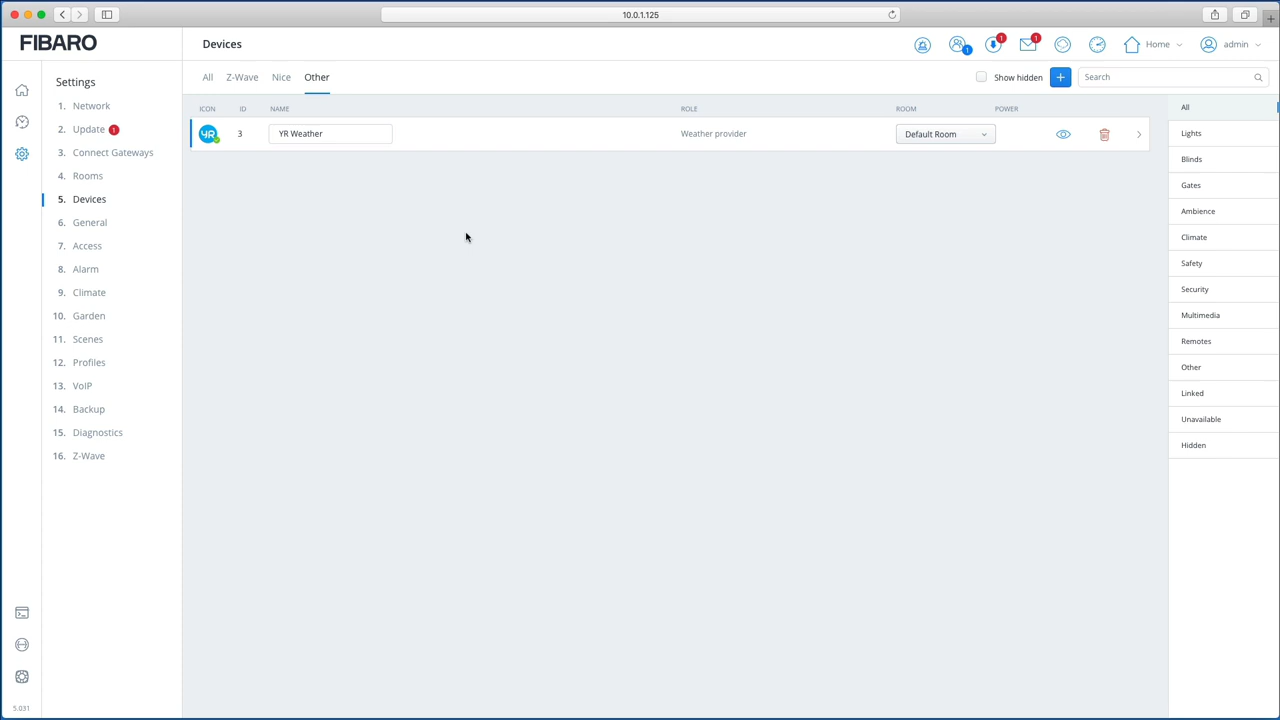 10.0.1.125
FIBARO
Devices
1
1
1
Home
admin
Settings
1. Network
2. Update 1
3. Connect Gateways
4. Rooms
5. Devices
6. General
7. Access
8. Alarm
9. Climate
10. Garden
11. Scenes
12. Profiles
13. VoIP
14. Backup
15. Diagnostics
16. Z-Wave
5.031
All Z-Wave Nice Other
Show hidden
+
Search
ICON ID NAME ROLE ROOM POWER
YR 3 YR Weather Weather provider Default Room
All
Lights
Blinds
Gates
Ambience
Climate
Safety
Security
Multimedia
Remotes
Other
Linked
Unavailable
Hidden